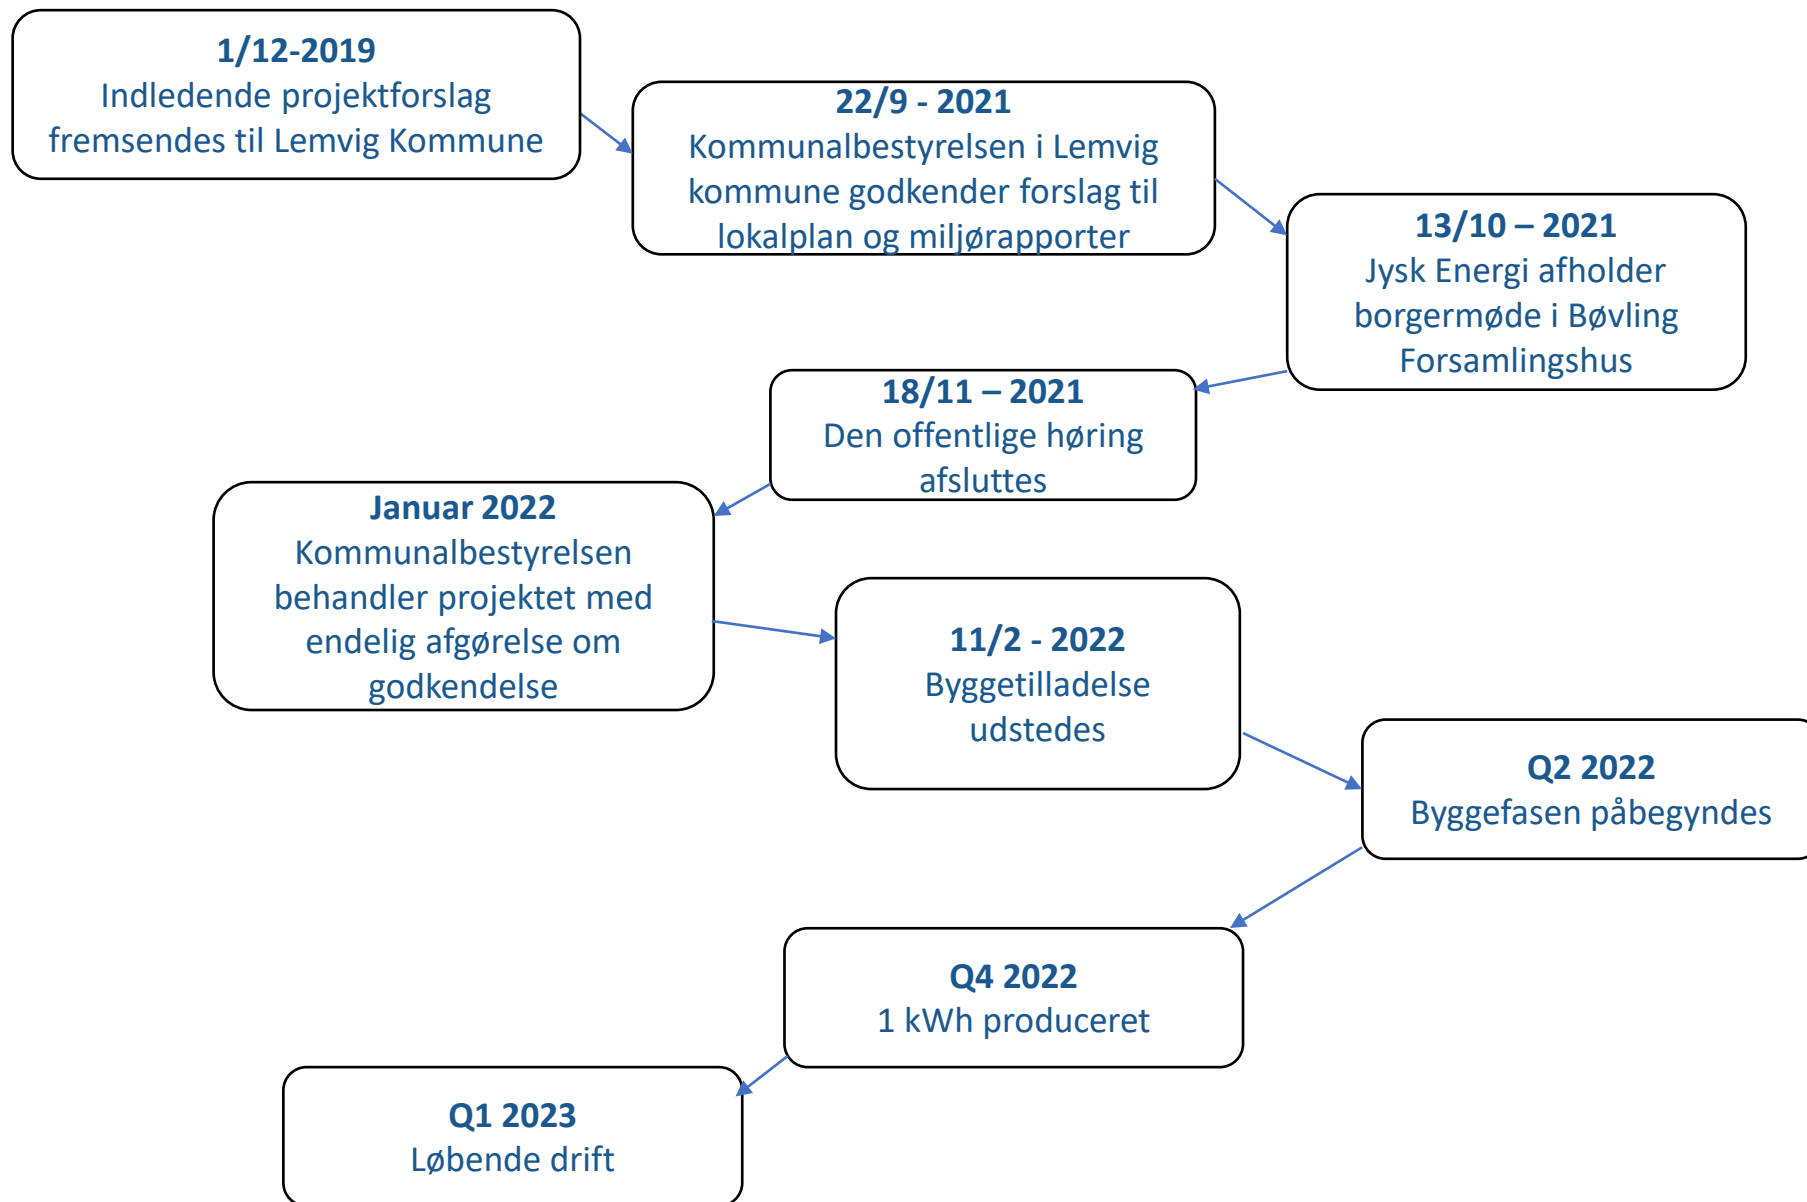 1/12-2019
Indledende projektforslag
fremsendes til Lemvig Kommune
22/9 - 2021
Kommunalbestyrelsen i Lemvig
kommune godkender forslag til
lokalplan og miljørapporter
13/10 – 2021
Jysk Energi afholder
borgermøde i Bøvling
Forsamlingshus
18/11 – 2021
Den offentlige høring
afsluttes
Januar 2022
Kommunalbestyrelsen
behandler projektet med
endelig afgørelse om
godkendelse
11/2 - 2022
Byggetilladelse
udstedes
Q2 2022
Byggefasen påbegyndes
Q4 2022
1 kWh produceret
Q1 2023
Løbende drift